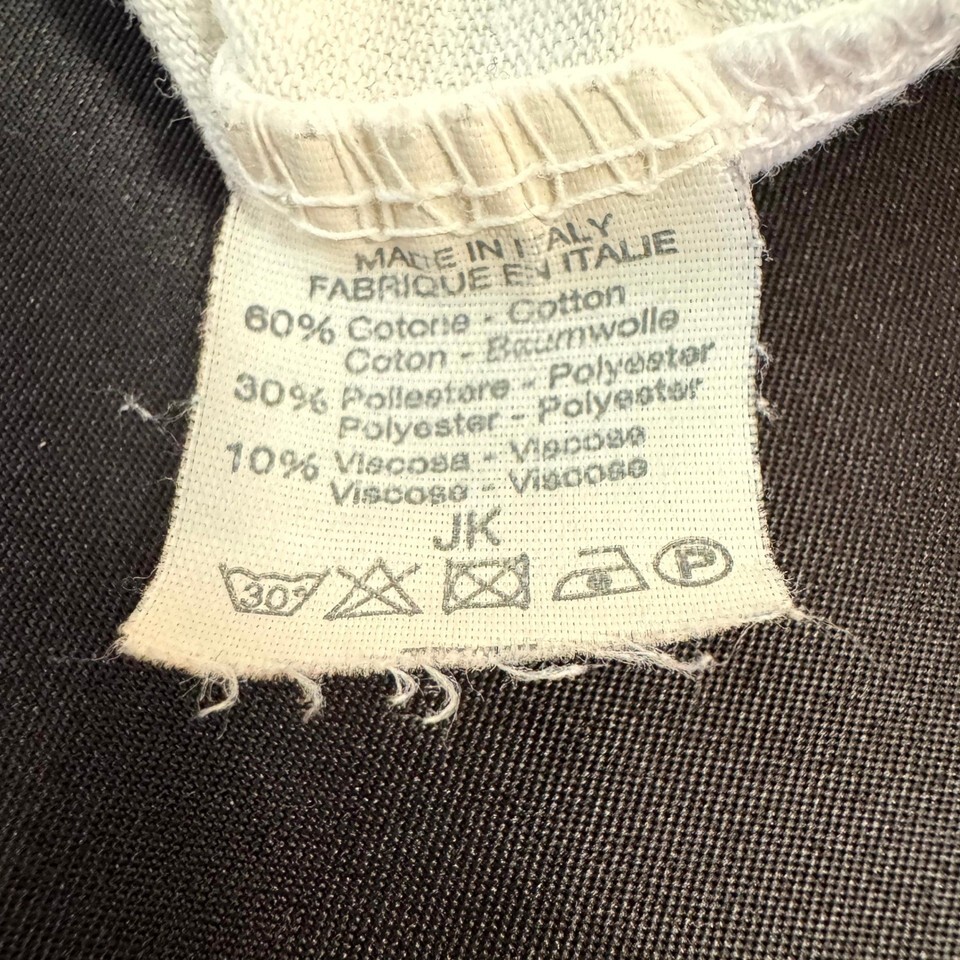 MADE IN ITALY
FABRIQUE EN ITALIE
60% Cotone - Cotton
Coton - Baumwolle
30% Poliestere - Polyester
Polyester - Polyester
10% Viscosa - Viscose
Viscose - Viscose
JK
30°
P